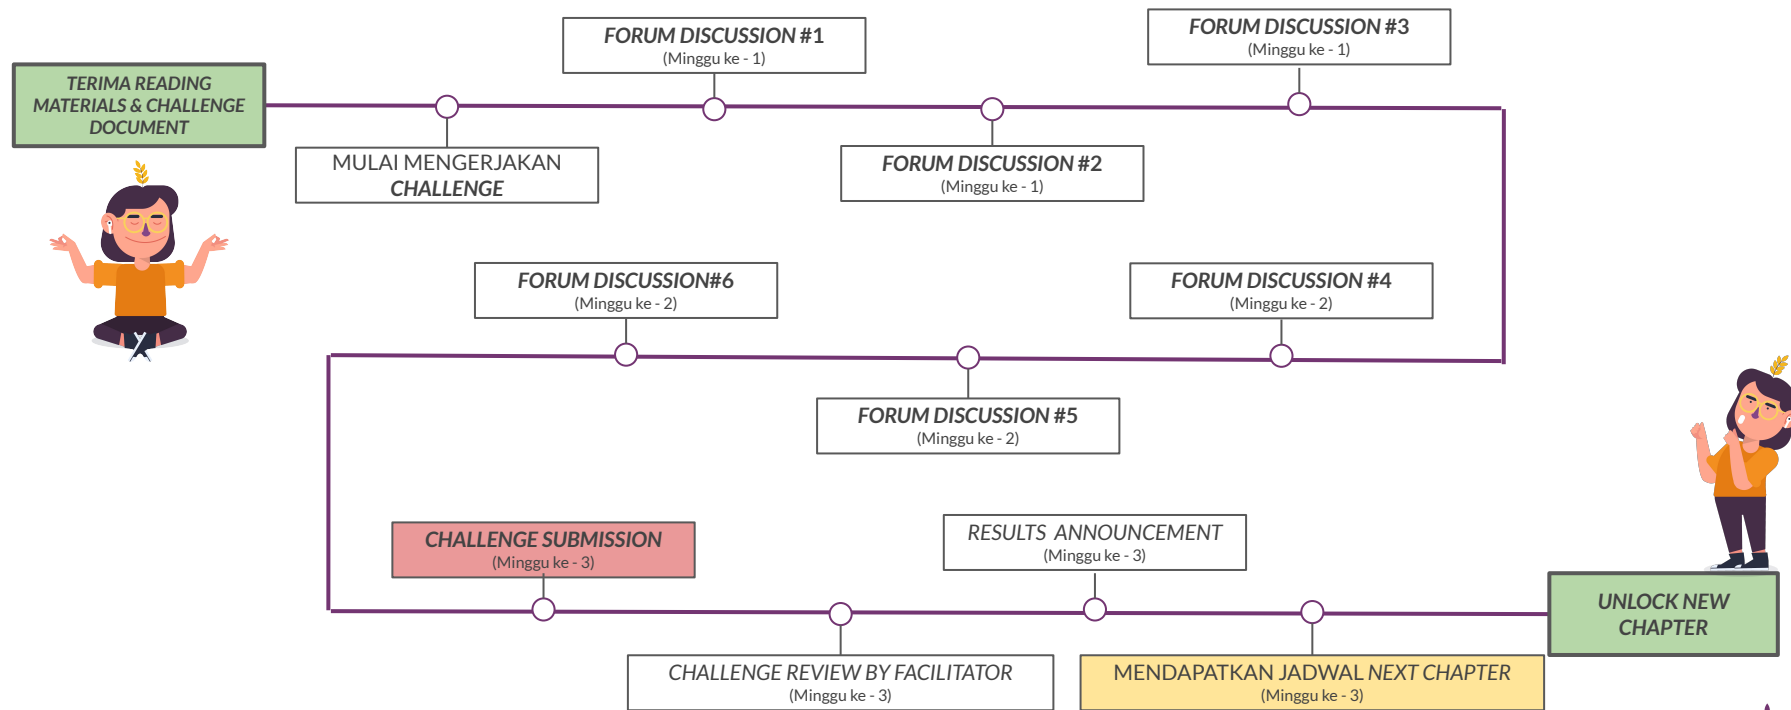 TERIMA READING
MATERIALS & CHALLENGE
DOCUMENT
MULAI MENGERJAKAN
CHALLENGE
FORUM DISCUSSION #1
(Minggu ke - 1)
FORUM DISCUSSION #2
(Minggu ke - 1)
FORUM DISCUSSION #3
(Minggu ke - 1)
FORUM DISCUSSION #4
(Minggu ke - 2)
FORUM DISCUSSION #5
(Minggu ke - 2)
FORUM DISCUSSION#6
(Minggu ke - 2)
CHALLENGE SUBMISSION
(Minggu ke - 3)
CHALLENGE REVIEW BY FACILITATOR
(Minggu ke - 3)
RESULTS ANNOUNCEMENT
(Minggu ke - 3)
MENDAPATKAN JADWAL NEXT CHAPTER
(Minggu ke - 3)
UNLOCK NEW
CHAPTER